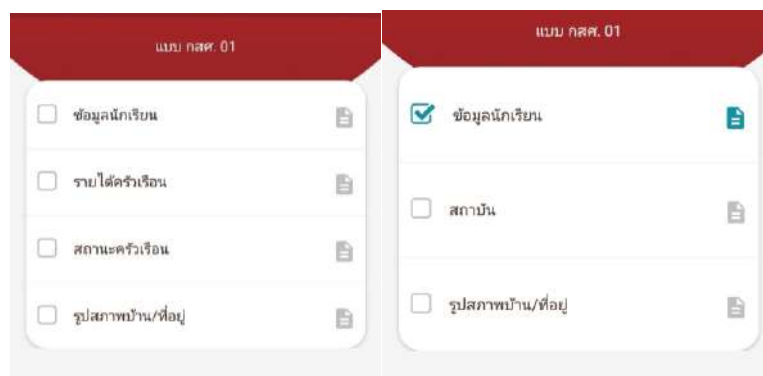 แบบ กสศ. 01
ข้อมูลนักเรียน
รายได้ครัวเรือน
สถานะครัวเรือน
รูปสภาพบ้าน/ที่อยู่
แบบ กสศ. 01
ข้อมูลนักเรียน
สถาบัน
รูปสภาพบ้าน/ที่อยู่